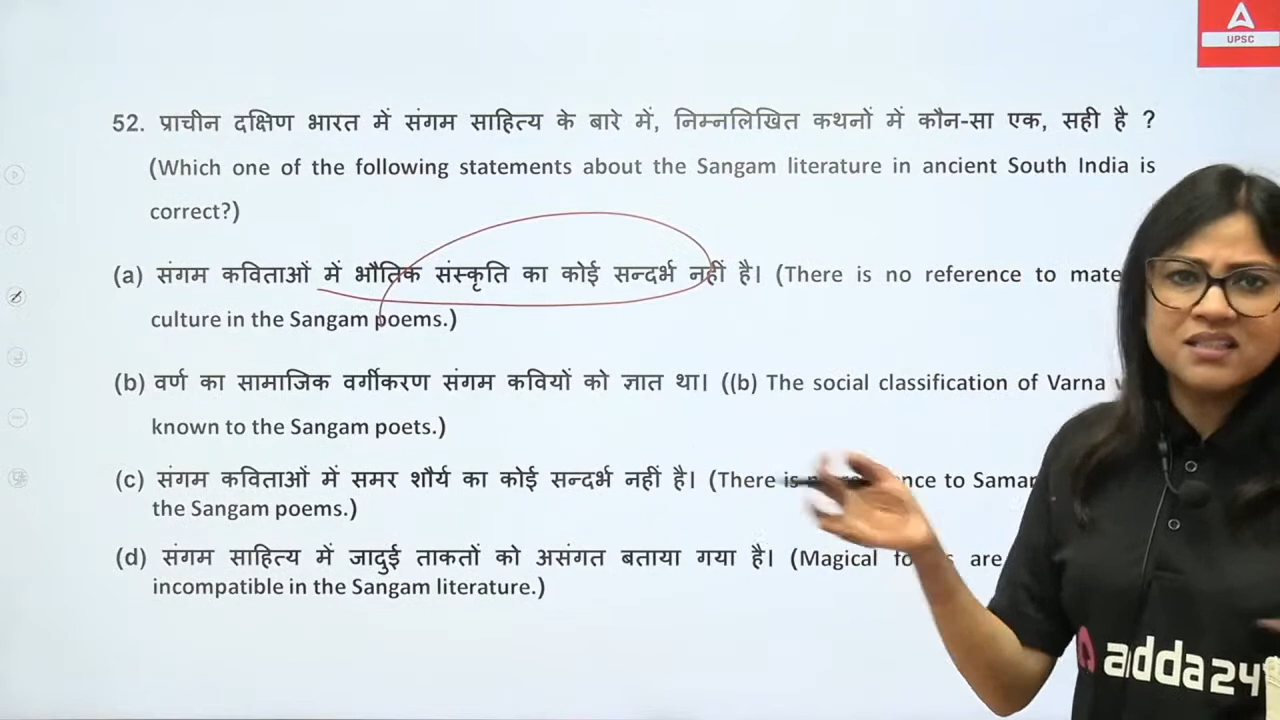 UPSC
52. प्राचीन दक्षिण भारत में संगम साहित्य के बारे में, निम्नलिखित कथनों में कौन-सा एक, सही है ?
(Which one of the following statements about the Sangam literature in ancient South India is
correct?)
(a) संगम कविताओं में भौतिक संस्कृति का कोई सन्दर्भ नहीं है। (There is no reference to mate
culture in the Sangam poems.)
(b) वर्ण का सामाजिक वर्गीकरण संगम कवियों को ज्ञात था। ((b) The social classification of Varna
known to the Sangam poets.)
(c) संगम कविताओं में समर शौर्य का कोई सन्दर्भ नहीं है। (There is nce to Samar
the Sangam poems.)
(d) संगम साहित्य में जादुई ताकतों को असंगत बताया गया है। (Magical are
incompatible in the Sangam literature.)
adda247